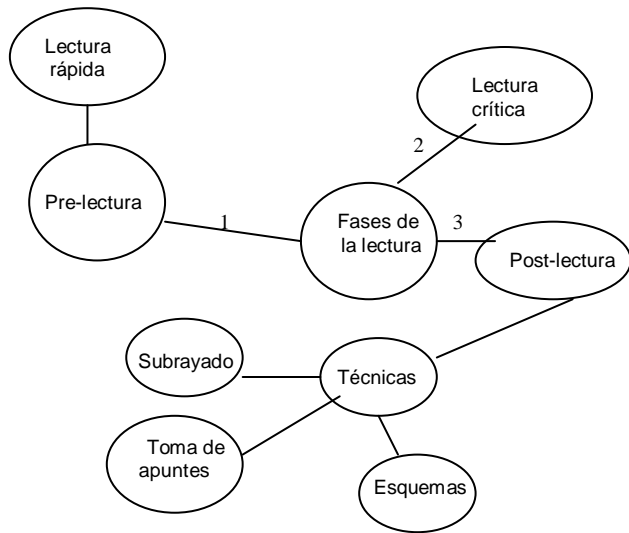 Lectura
rápida
Lectura
crítica
2
Pre-lectura
1
Fases de
la lectura
3
Post-lectura
Subrayado
Técnicas
Toma de
apuntes
Esquemas